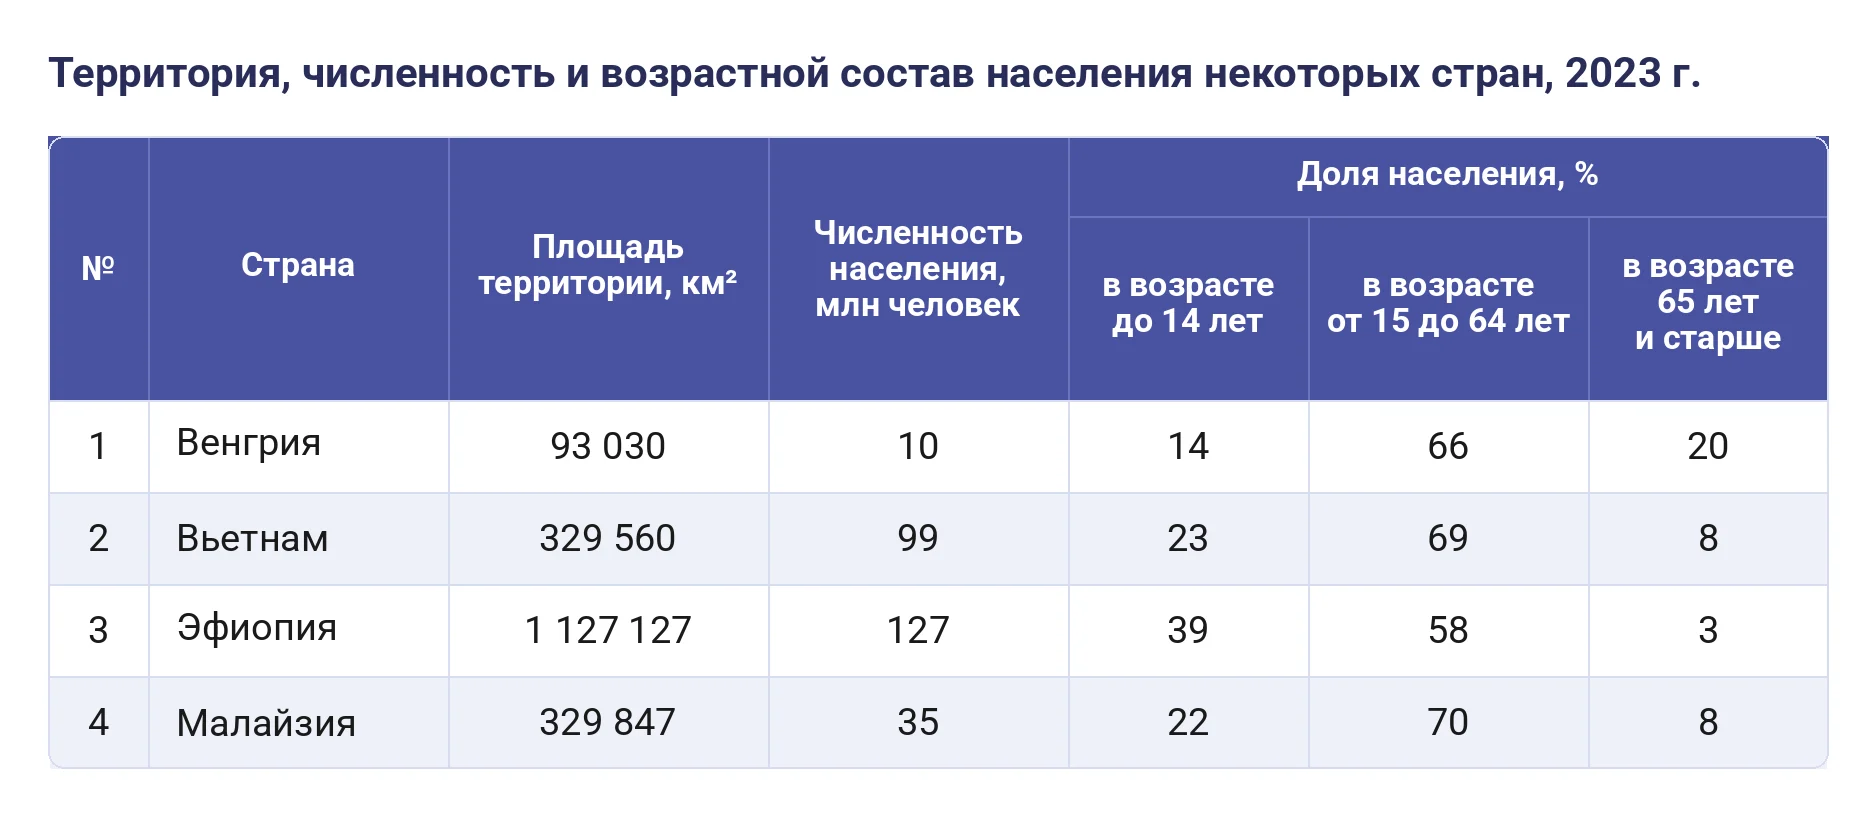 Территория, численность и возрастной состав населения некоторых стран, 2023 г.
№
Страна
Площадь
территории, км²
Численность
населения,
млн человек
Доля населения, %
в возрасте
до 14 лет
в возрасте
от 15 до 64 лет
в возрасте
65 лет
и старше
1 Венгрия 93 030 10 14 66 20
2 Вьетнам 329 560 99 23 69 8
3 Эфиопия 1 127 127 127 39 58 3
4 Малайзия 329 847 35 22 70 8